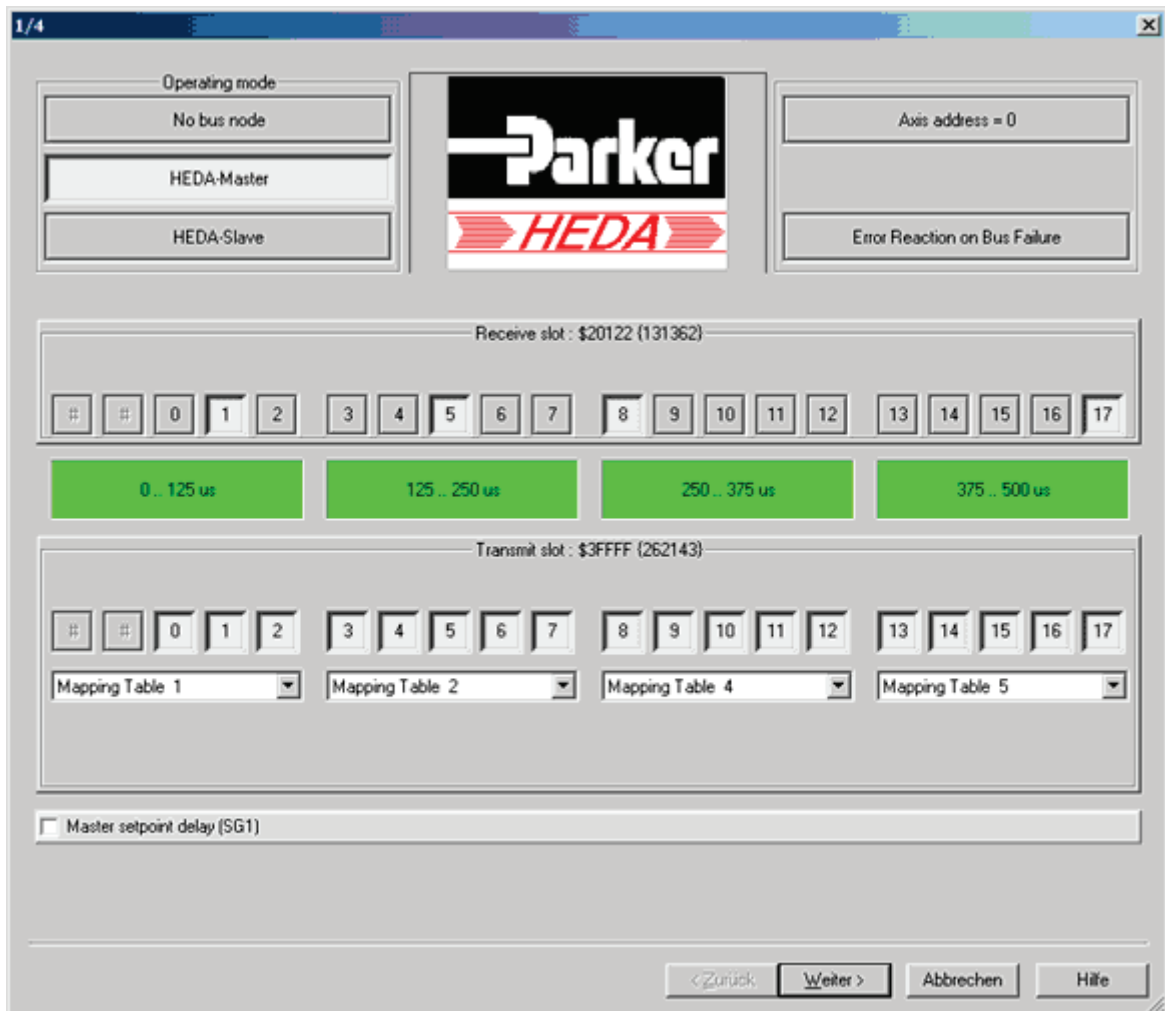 1/4
Operating mode
No bus node
HEDA-Master
HEDA-Slave
Parker
HEDA
Axis address = 0
Error Reaction on Bus Failure
Receive slot : $20122 {131362}
# # 0 1 2 3 4 5 6 7 8 9 10 11 12 13 14 15 16 17
0 .. 125 us 125 .. 250 us 250 .. 375 us 375 .. 500 us
Transmit slot : $3FFFF {262143}
# # 0 1 2 3 4 5 6 7 8 9 10 11 12 13 14 15 16 17
Mapping Table 1 Mapping Table 2 Mapping Table 4 Mapping Table 5
Master setpoint delay (SG1)
< Zurück Weiter > Abbrechen Hilfe